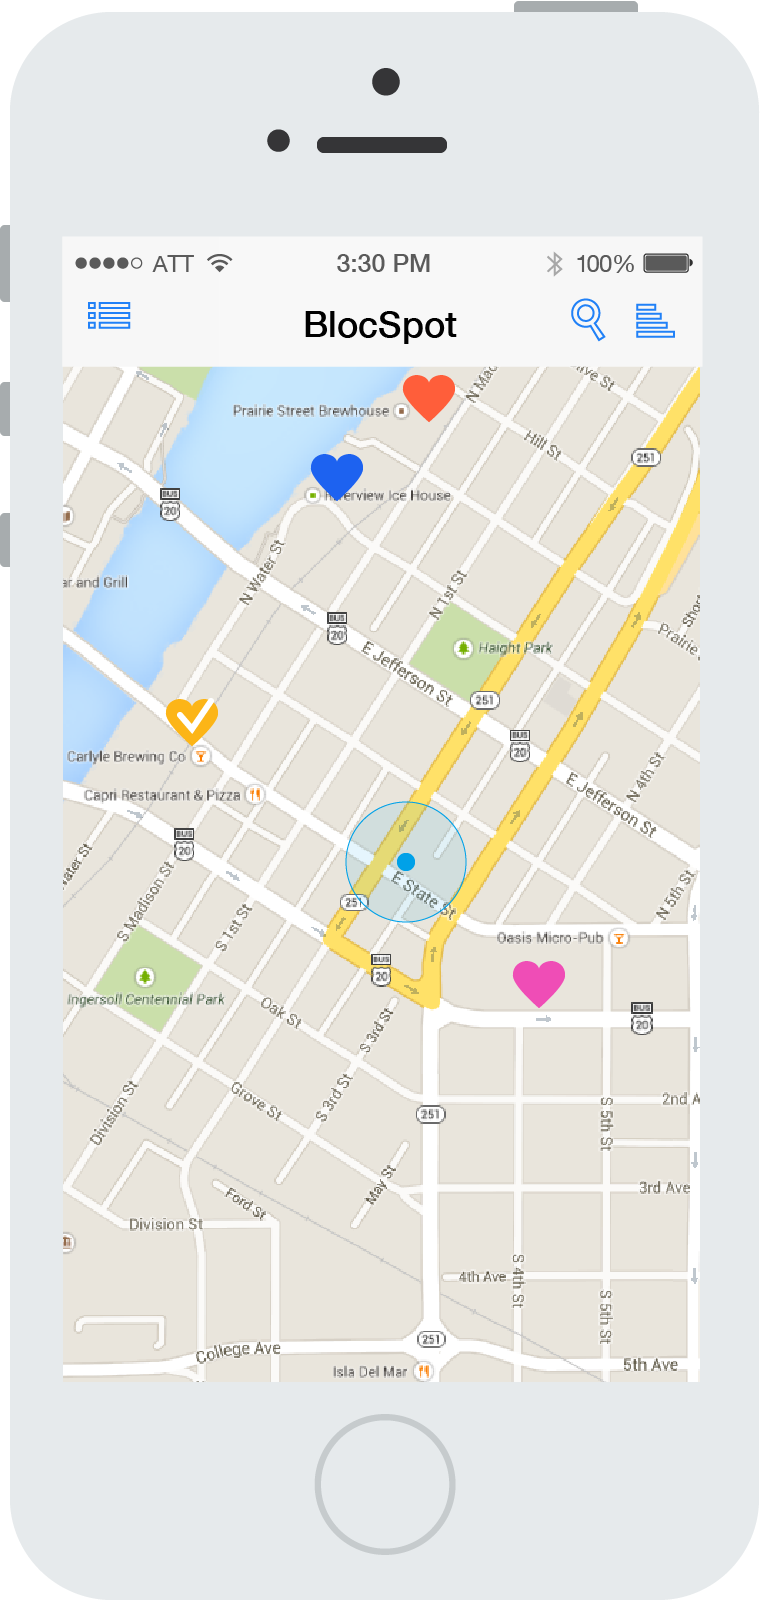 ATT
3:30 PM
100%
BlocSpot
N Mac
ive St
Prairie Street Brewhouse
Hill St
251
BUS
20
erview Ice House
ar and Grill
N Water St
N 1st St
Shor
BUS
20
Prairie
Haight Park
E Jefferson St
251
BUS
20
Carlyle Brewing Co
N 4th St
E Jefferson St
Capri Restaurant & Pizza
BUS
20
ater St
E State St
N 5th St
S Madison St
251
S 1st St
Oasis Micro-Pub
BUS
20
Ingersoll Centennial Park
Oak St
S 3rd St
BUS
20
Division St
Grove St
S 3rd St
251
S 5th St
2nd A
May St
3rd Ave
Ford St
Division St
4th Ave
S 4th St
S 5th St
College Ave
251
5th Ave
Isla Del Mar